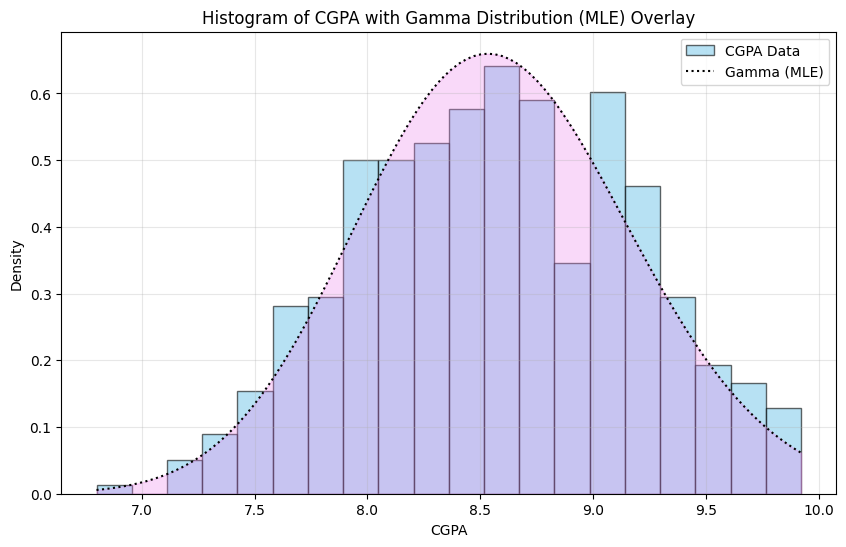 Histogram of CGPA with Gamma Distribution (MLE) Overlay
CGPA Data
Gamma (MLE)
Density
0.6
0.5
0.4
0.3
0.2
0.1
0.0
7.0 7.5 8.0 8.5 9.0 9.5 10.0
CGPA